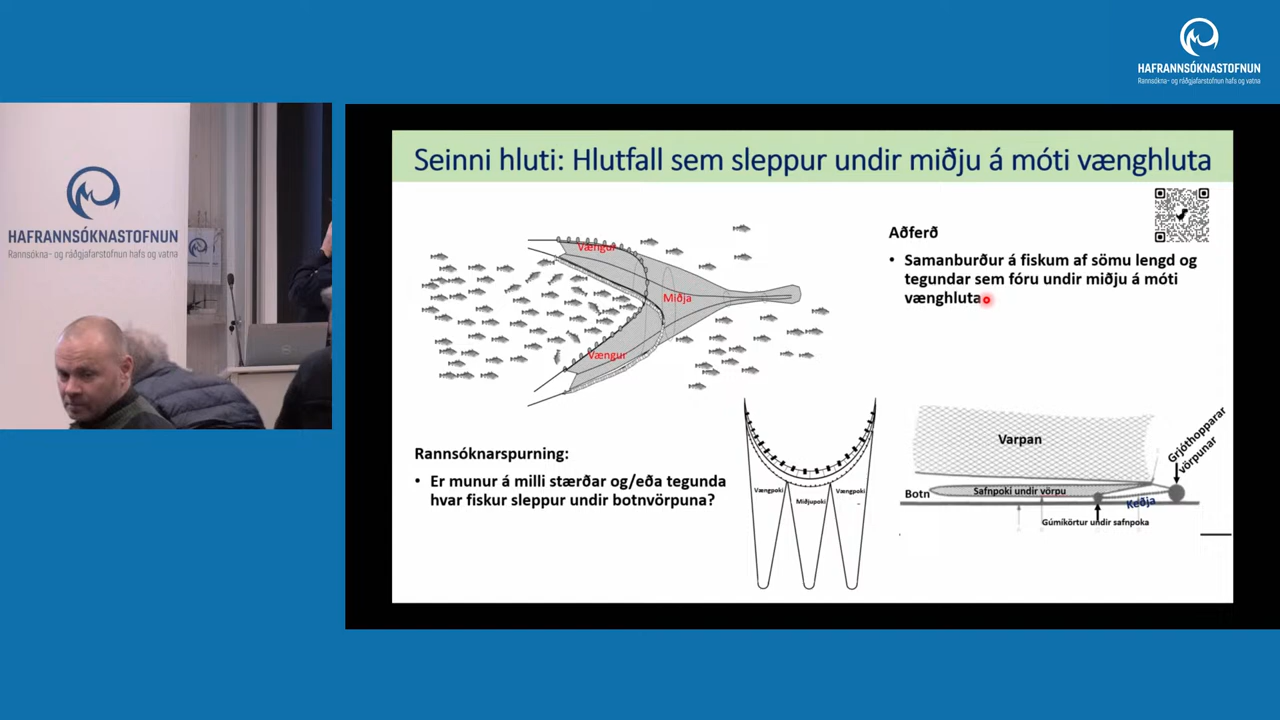 HAFRANNSÓKNASTOFNUN
Rannsókna- og ráðgjafarstofnun hafs og vatna
HAFRANNSÓKNASTOFNUN
Rannsókna- og ráðgjafarstofnun hafs og vatna
Seinni hluti: Hlutfall sem sleppur undir miðju á móti vænghluta
Vængur
Miðja
Vængur
Aðferð
• Samanburður á fiskum af sömu lengd og
tegundar sem fóru undir miðju á móti
vænghluta
Rannsóknarspurning:
• Er munur á milli stærðar og/eða tegunda
hvar fiskur sleppur undir botnvörpuna?
Vængpoki
Miðjupoki
Vængpoki
Varpan
Grjóthopparar
vörpunar
Botn
Safnpoki undir vörpu
Keðja
Gúmíkörtur undir safnpoka